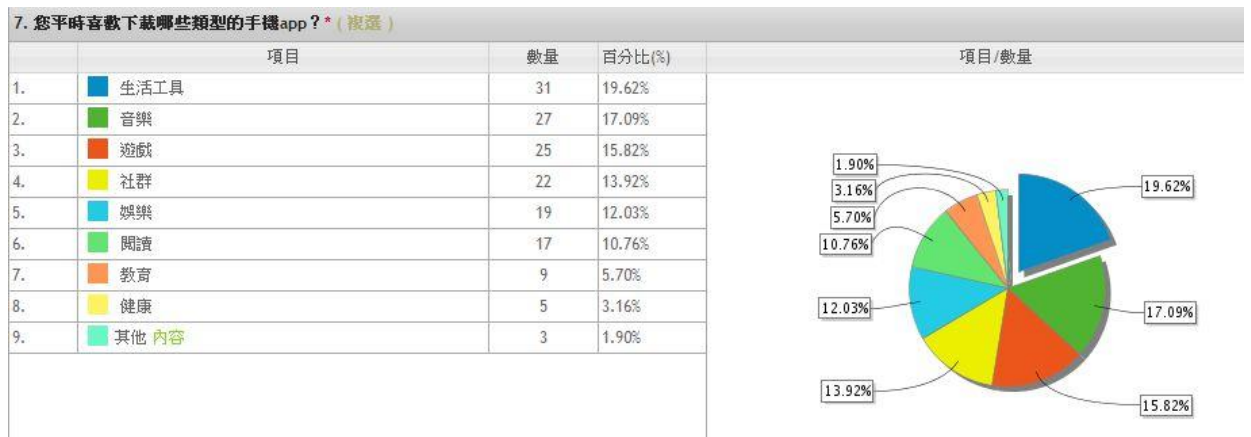 7. 您平時喜歡下載哪些類型的手機app？*（複選）
項目 數量 百分比(%) 項目/數量
1. 生活工具 31 19.62%
2. 音樂 27 17.09%
3. 遊戲 25 15.82%
4. 社群 22 13.92%
5. 娛樂 19 12.03%
6. 閱讀 17 10.76%
7. 教育 9 5.70%
8. 健康 5 3.16%
9. 其他 內容 3 1.90%
1.90%
3.16%
19.62%
5.70%
10.76%
12.03%
17.09%
13.92%
15.82%